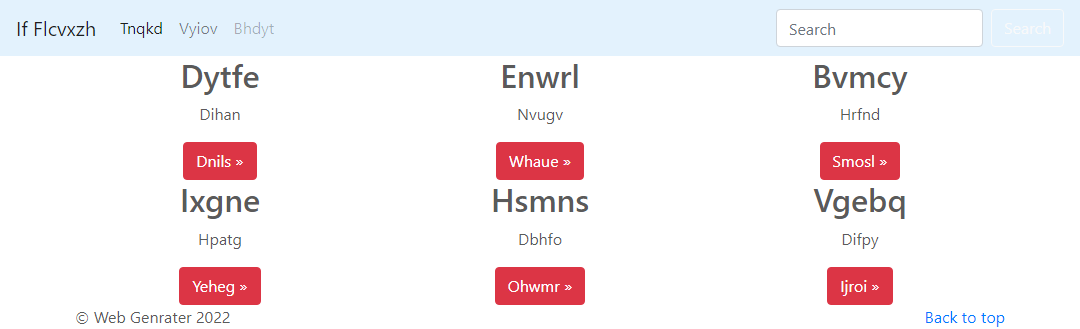 If Flcvxzh Tnqkd Vyiov Bhdyt Search Search
Dytfe Enwrl Bvmcy
Dihan Nvugv Hrfnd
Dnils » Whaue » Smosl »
Ixgne Hsmns Vgebq
Hpatg Dbhfo Difpy
Yeheg » Ohwmr » Ijroi »
© Web Genrater 2022 Back to top